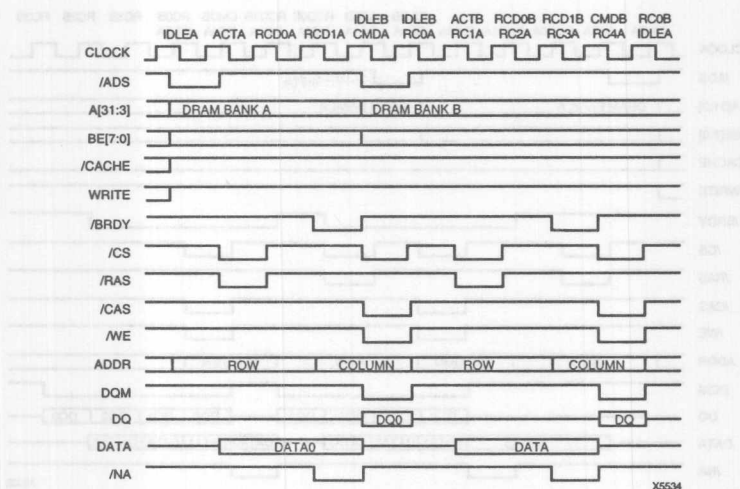 IDLEB IDLEB ACTB RCD0B RCD1B CMDB RC0B
IDLEA ACTA RCD0A RCD1A CMDA RC0A RC1A RC2A RC3A RC4A IDLEA
CLOCK
/ADS
A[31:3] DRAM BANK A DRAM BANK B
BE[7:0]
/CACHE
WRITE
/BRDY
/CS
/RAS
/CAS
/WE
ADDR ROW COLUMN ROW COLUMN
DQM
DQ DQ0 DQ
DATA DATA0 DATA
/NA
X5534